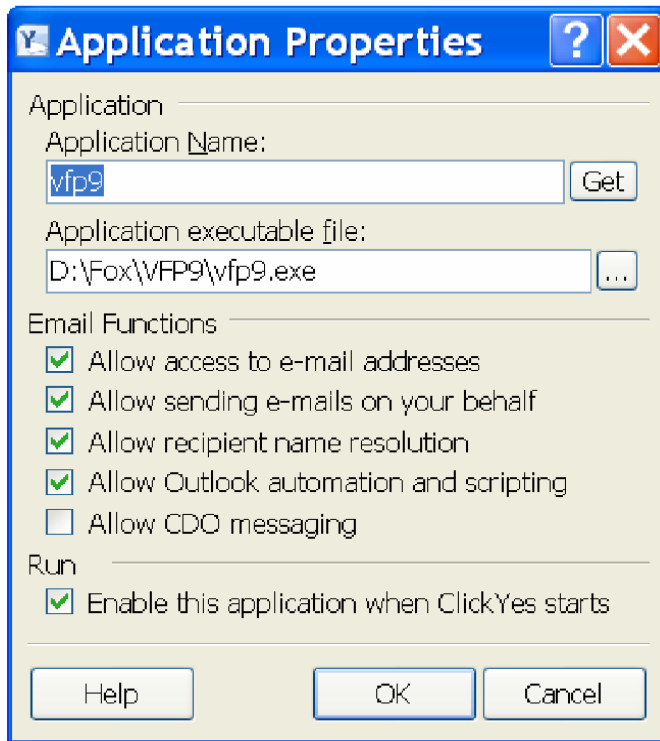 Application Properties
Application
Application Name:
vfp9
Get
Application executable file:
D:\Fox\VFP9\vfp9.exe
...
Email Functions
Allow access to e-mail addresses
Allow sending e-mails on your behalf
Allow recipient name resolution
Allow Outlook automation and scripting
Allow CDO messaging
Run
Enable this application when ClickYes starts
Help
OK
Cancel